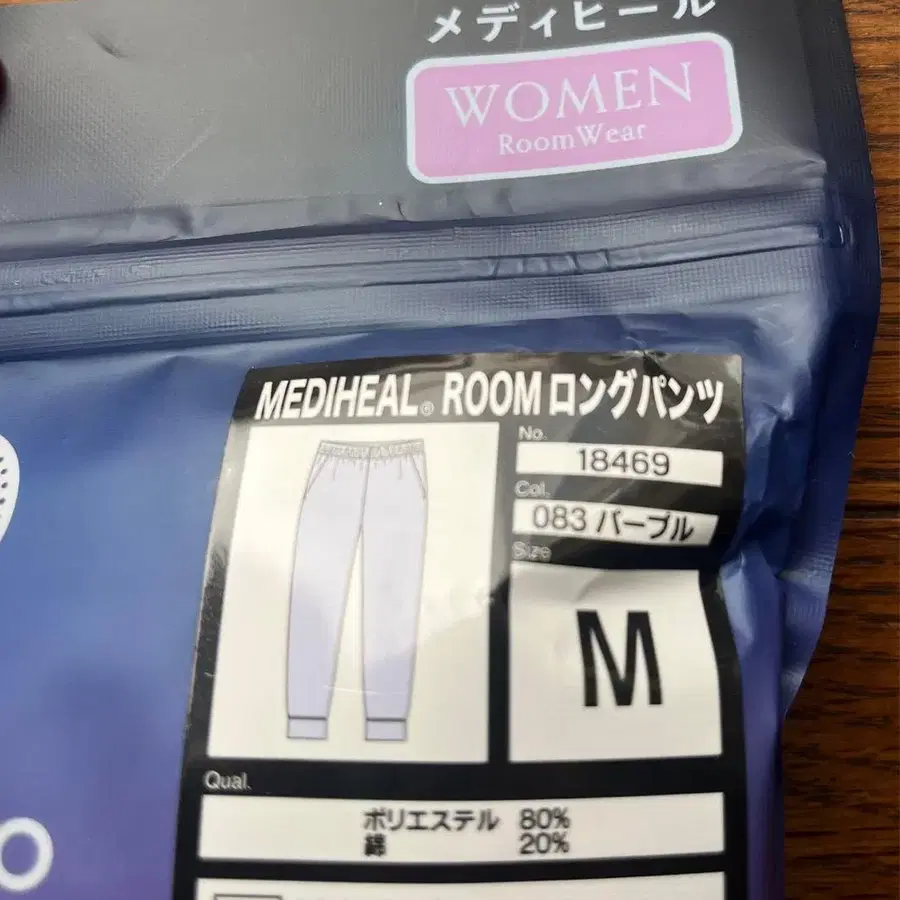 メディヒール
WOMEN
RoomWear
MEDIHEAL® ROOM ロングパンツ
No.
18469
Col.
083 パープル
Size
M
Qual.
ポリエステル 80%
綿 20%